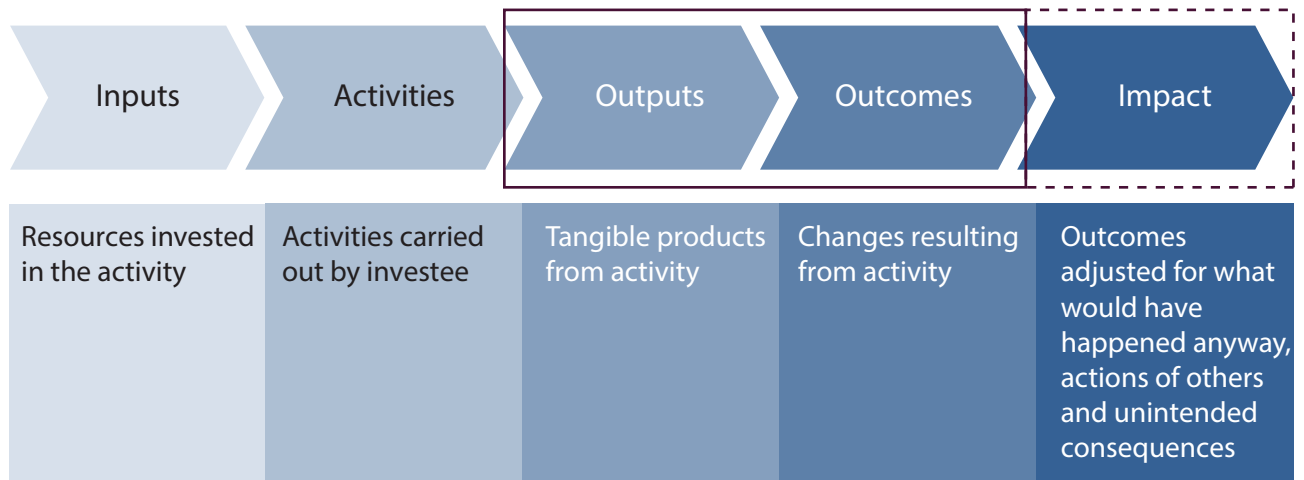 Inputs
Activities
Outputs
Outcomes
Impact
Resources invested
in the activity
Activities carried
out by investee
Tangible products
from activity
Changes resulting
from activity
Outcomes
adjusted for what
would have
happened anyway,
actions of others
and unintended
consequences